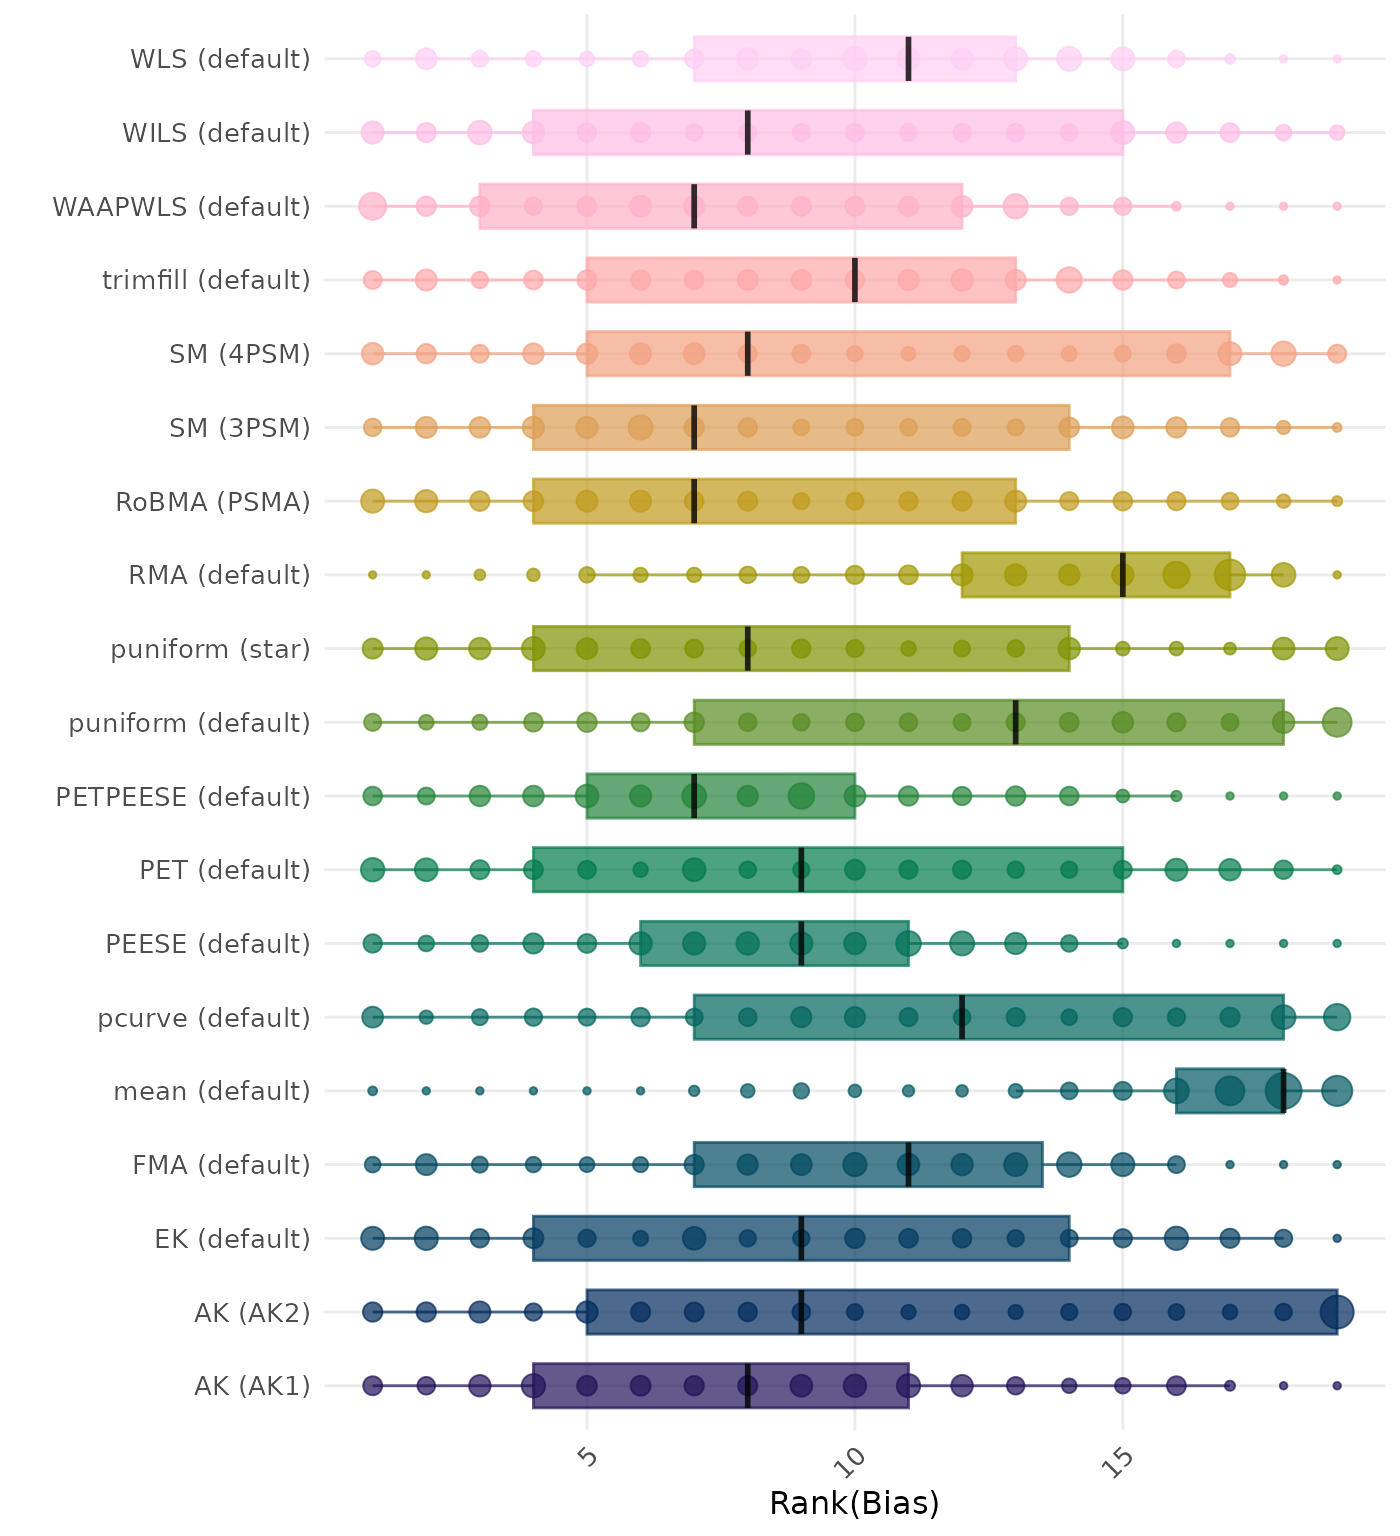 WLS (default)
WILS (default)
WAAPWLS (default)
trimfill (default)
SM (4PSM)
SM (3PSM)
RoBMA (PSMA)
RMA (default)
puniform (star)
puniform (default)
PETPEESE (default)
PET (default)
PEESE (default)
pcurve (default)
mean (default)
FMA (default)
EK (default)
AK (AK2)
AK (AK1)
5
10
15
Rank(Bias)